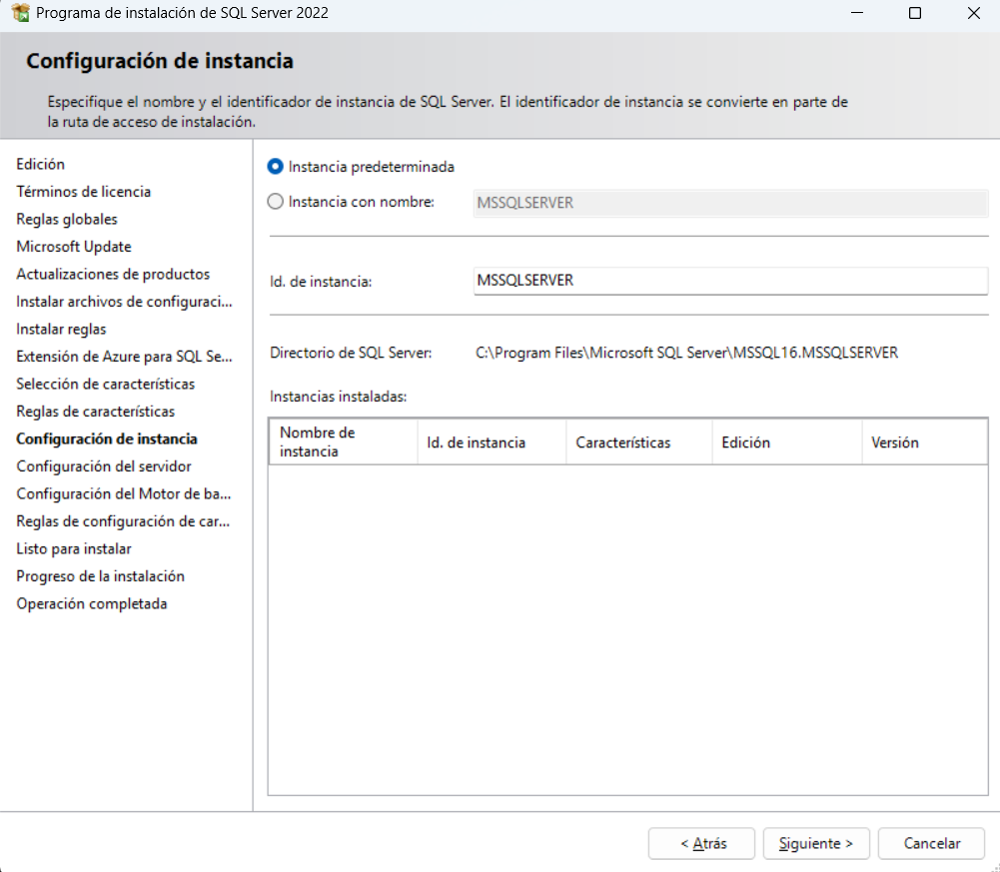 Programa de instalación de SQL Server 2022
Configuración de instancia
Especifique el nombre y el identificador de instancia de SQL Server. El identificador de instancia se convierte en parte de
la ruta de acceso de instalación.
Edición
Términos de licencia
Reglas globales
Microsoft Update
Actualizaciones de productos
Instalar archivos de configuraci...
Instalar reglas
Extensión de Azure para SQL Se...
Selección de características
Reglas de características
Configuración de instancia
Configuración del servidor
Configuración del Motor de ba...
Reglas de configuración de car...
Listo para instalar
Progreso de la instalación
Operación completada
Instancia predeterminada
Instancia con nombre: MSSQLSERVER
Id. de instancia: MSSQLSERVER
Directorio de SQL Server: C:\Program Files\Microsoft SQL Server\MSSQL16.MSSQLSERVER
Instancias instaladas:
Nombre de
instancia
Id. de instancia
Características
Edición
Versión
< Atrás
Siguiente >
Cancelar